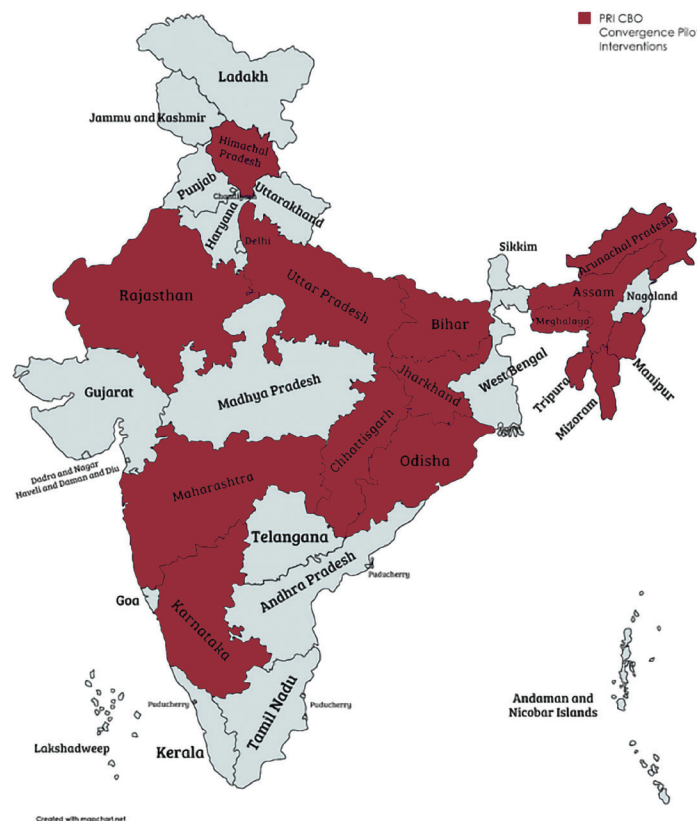 PRI CBO
Convergence Pilo
Interventions
Ladakh
Jammu and Kashmir
Himachal
Pradesh
Punjab
Chandigarh
Uttarakhand
Haryana
Delhi
Rajasthan
Uttar Pradesh
Bihar
Sikkim
Arunachal Pradesh
Assam
Nagaland
Meghalaya
Manipur
Tripura
Mizoram
West Bengal
Jharkhand
Gujarat
Madhya Pradesh
Chhattisgarh
Odisha
Dadra and Nagar
Haveli and Daman and Diu
Maharashtra
Telangana
Andhra Pradesh
Puducherry
Goa
Karnataka
Puducherry
Puducherry
Tamil Nadu
Kerala
Lakshadweep
Andaman and
Nicobar Islands
Created with mapchart.net